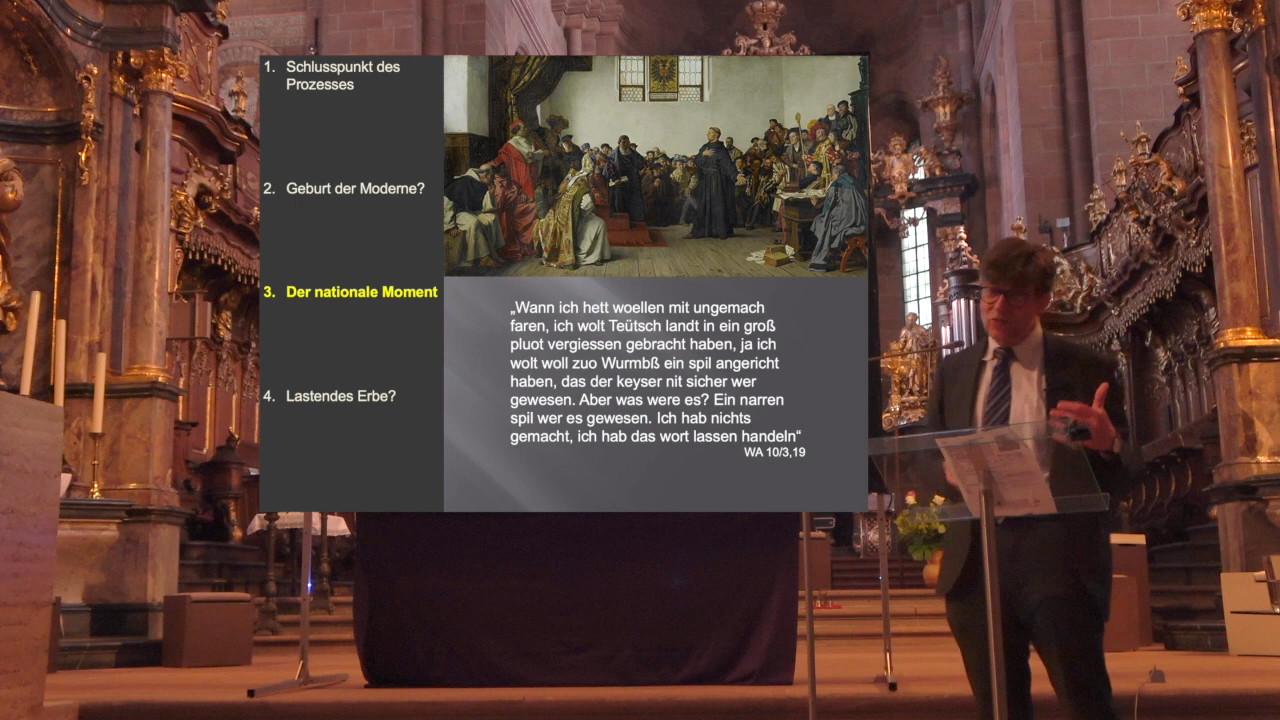 1. Schlusspunkt des
Prozesses
2. Geburt der Moderne?
3. Der nationale Moment
4. Lastendes Erbe?
„Wann ich hett woellen mit ungemach
faren, ich wolt Teütsch landt in ein groß
pluot vergiessen gebracht haben, ja ich
wolt woll zuo Wurmbß ein spil angericht
haben, das der keyser nit sicher wer
gewesen. Aber was were es? Ein narren
spil wer es gewesen. Ich hab nichts
gemacht, ich hab das wort lassen handeln“
WA 10/3,19